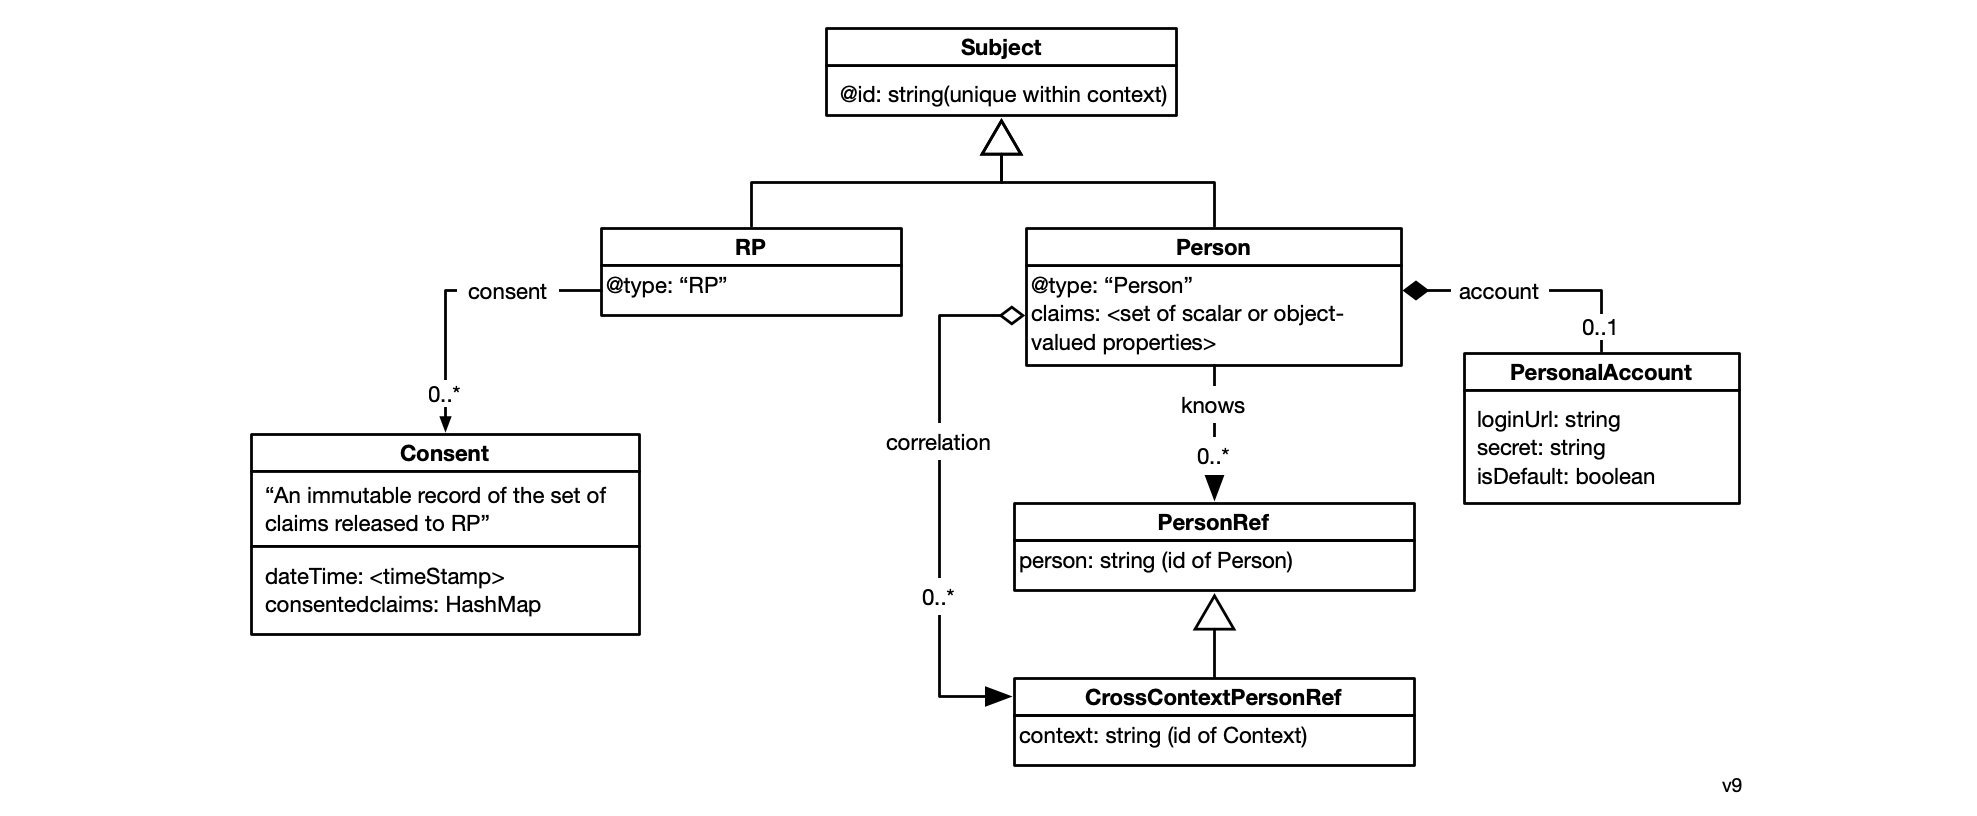 Subject
@id: string(unique within context)
RP
@type: “RP”
Person
@type: “Person”
claims: <set of scalar or object-
valued properties>
consent
0..*
account
0..1
PersonalAccount
loginUrl: string
secret: string
isDefault: boolean
knows
0..*
correlation
0..*
Consent
“An immutable record of the set of
claims released to RP”
dateTime: <timeStamp>
consentedclaims: HashMap
PersonRef
person: string (id of Person)
CrossContextPersonRef
context: string (id of Context)
v9